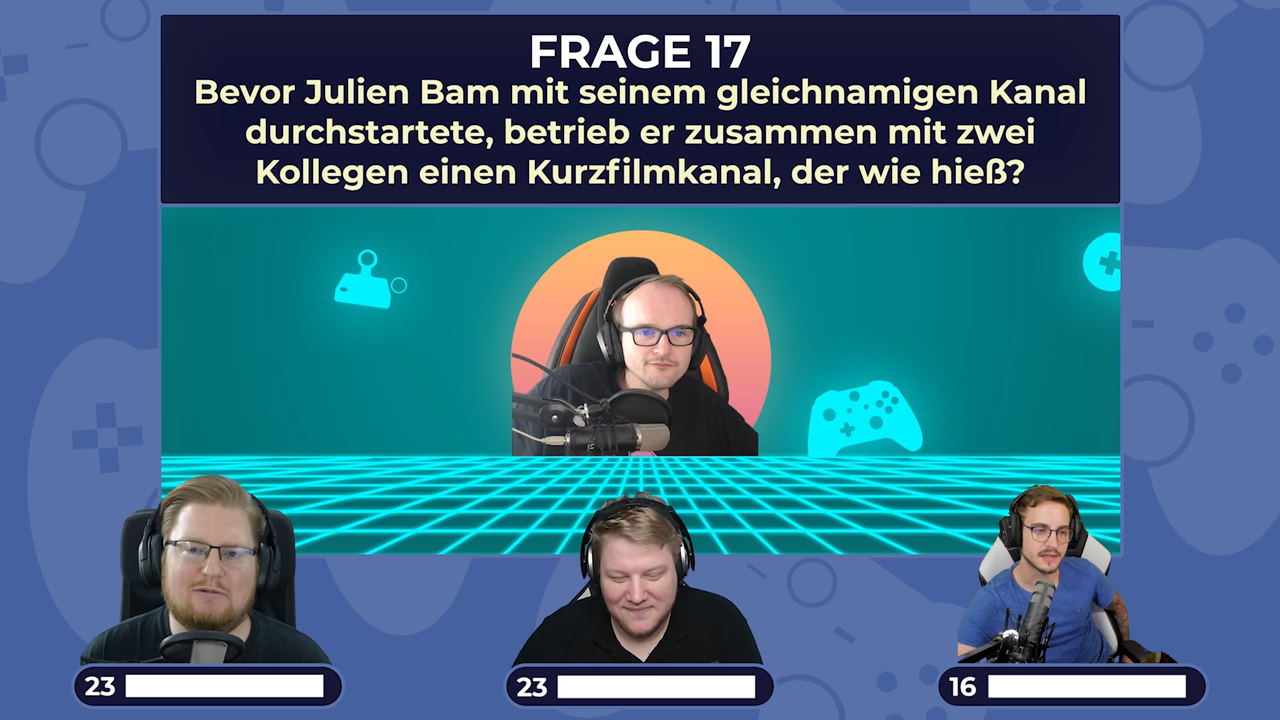 FRAGE 17
Bevor Julien Bam mit seinem gleichnamigen Kanal
durchstartete, betrieb er zusammen mit zwei
Kollegen einen Kurzfilmkanal, der wie hieß?
23
23
16